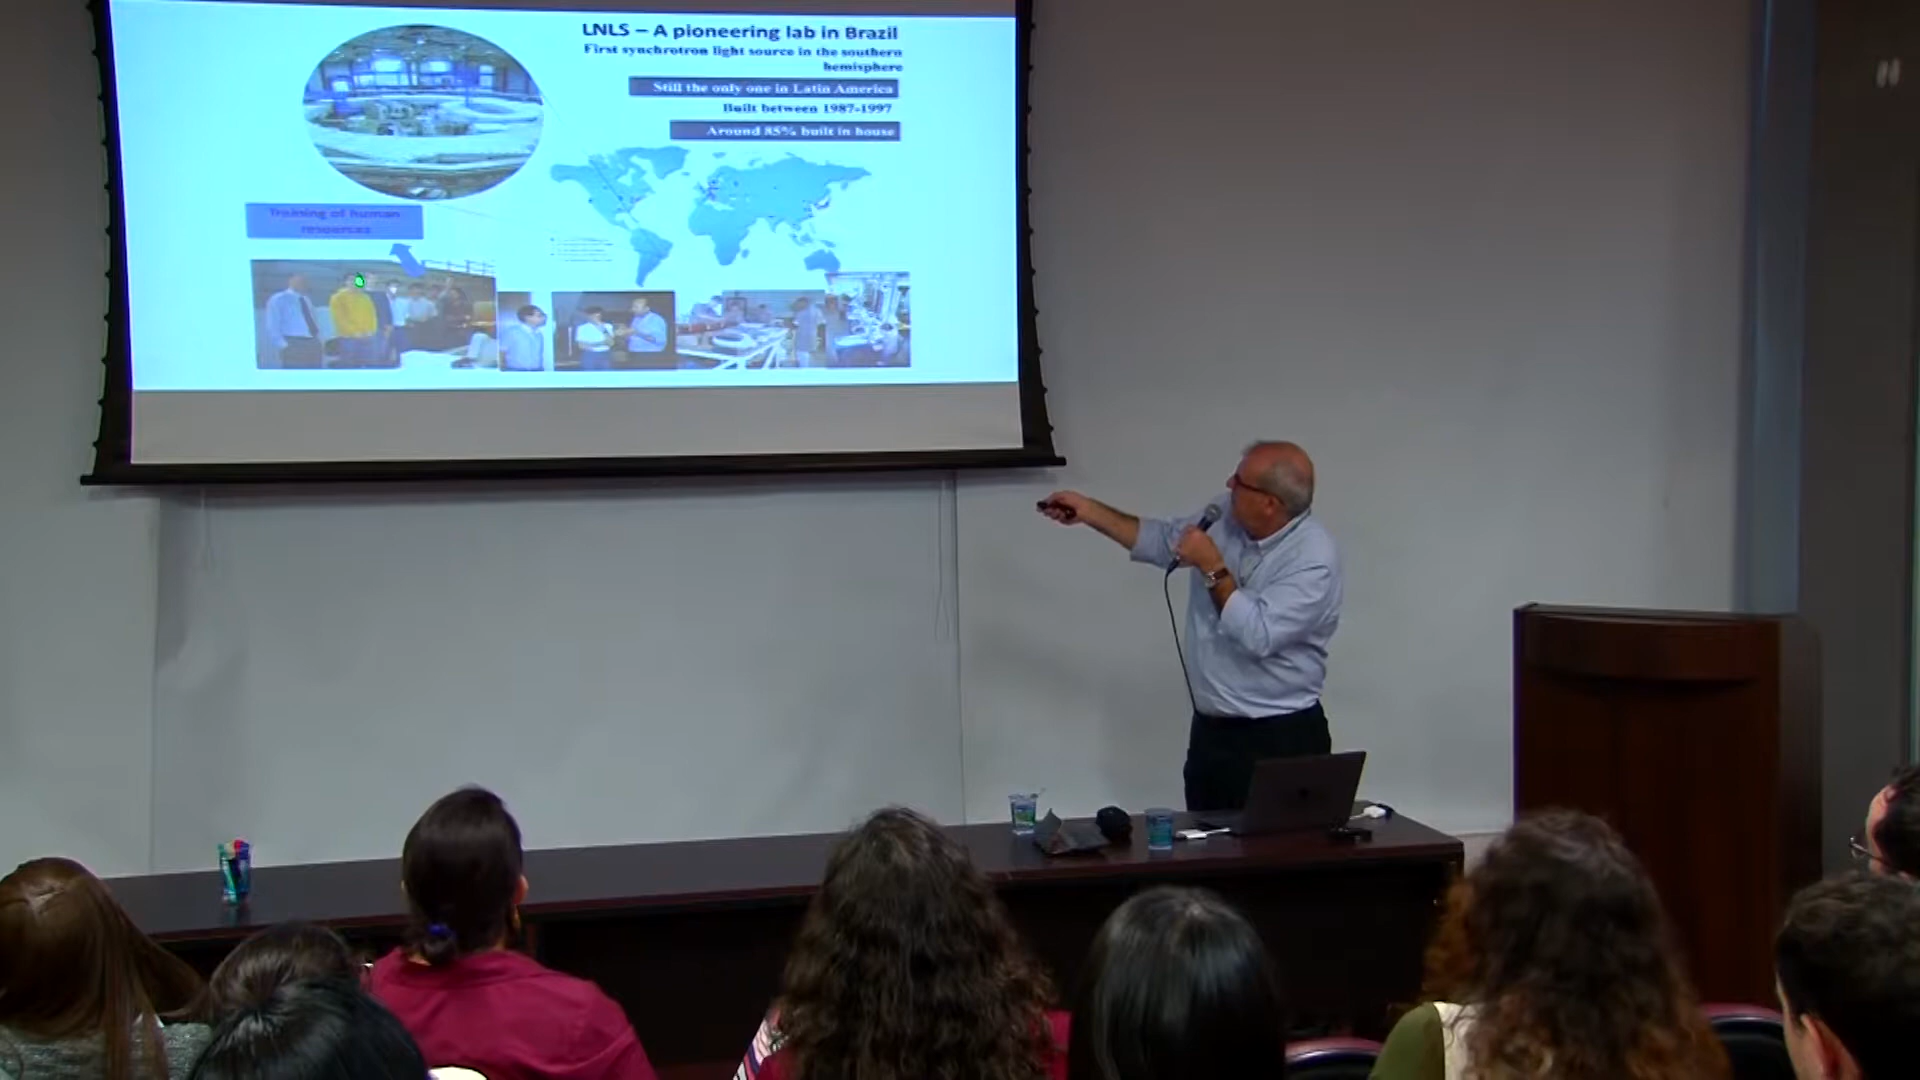 LNLS – A pioneering lab in Brazil
First synchrotron light source in the southern
hemisphere
Still the only one in Latin America
Built between 1987-1997
Around 85% built in house
Training of human
resources